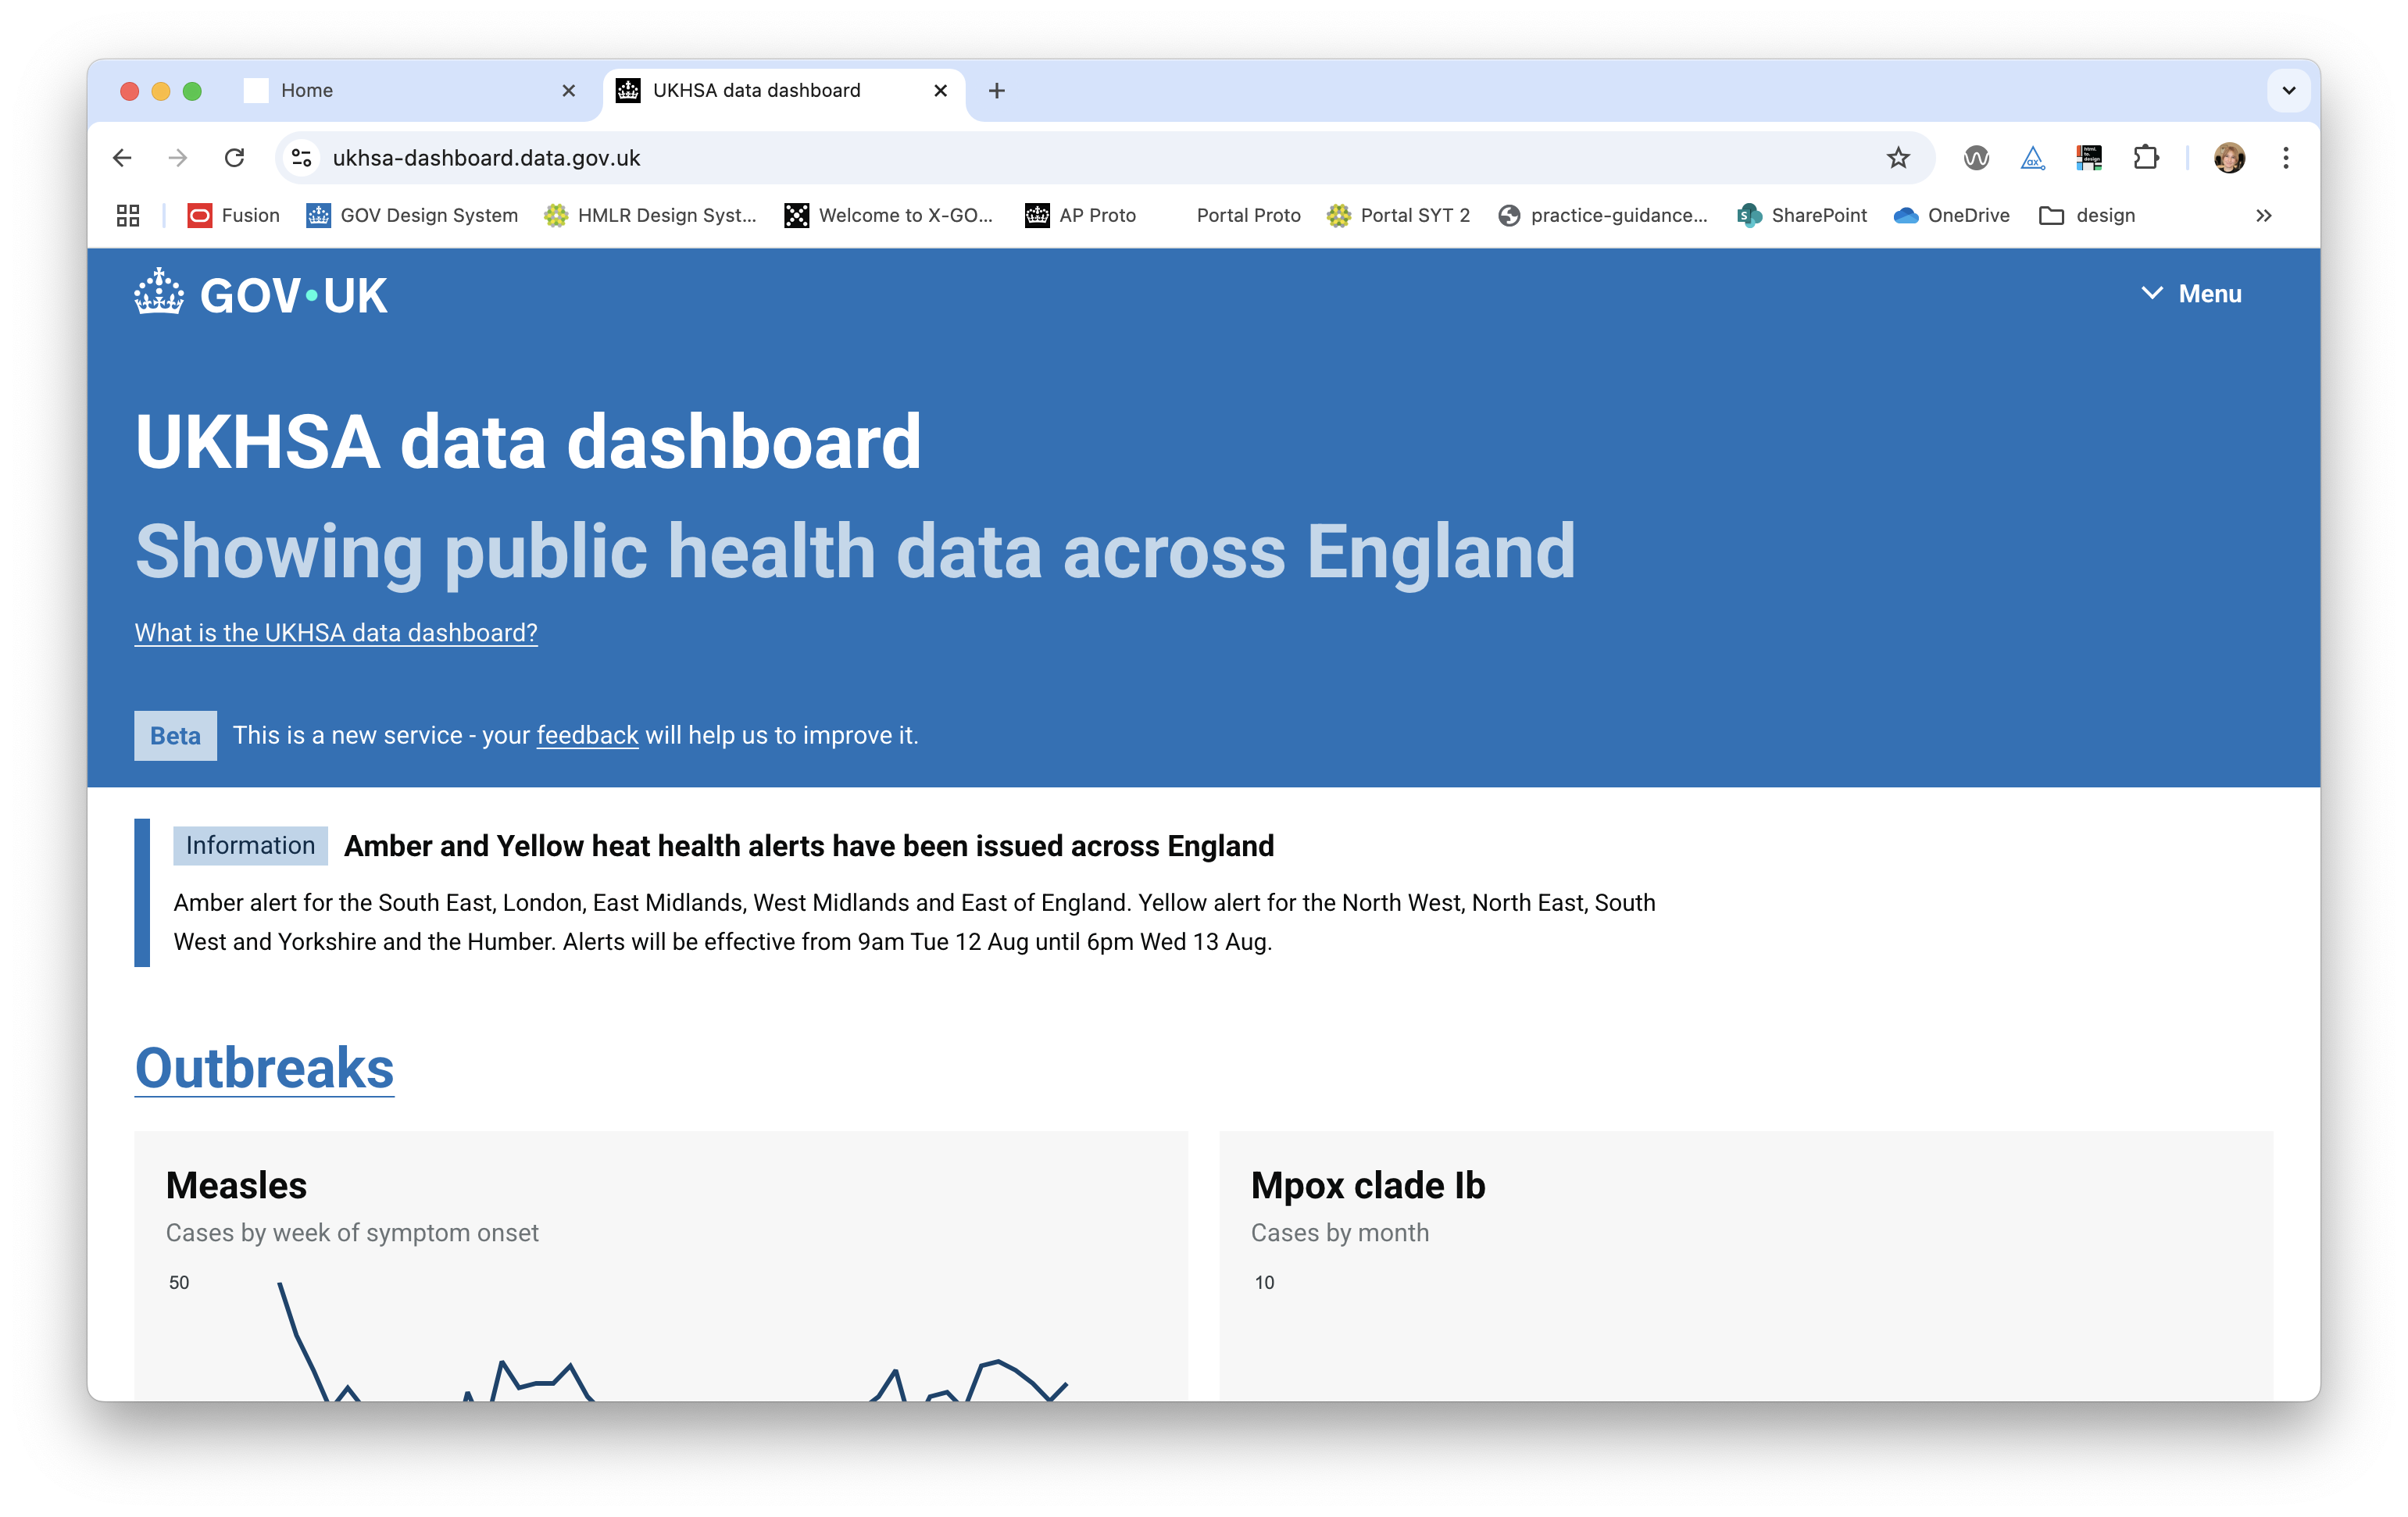 Home
UKHSA data dashboard
ukhsa-dashboard.data.gov.uk
Fusion
GOV Design System
HMLR Design Syst...
Welcome to X-GO...
AP Proto
Portal Proto
Portal SYT 2
practice-guidance...
SharePoint
OneDrive
design
GOV•UK
Menu
UKHSA data dashboard
Showing public health data across England
What is the UKHSA data dashboard?
Beta This is a new service - your feedback will help us to improve it.
Information Amber and Yellow heat health alerts have been issued across England
Amber alert for the South East, London, East Midlands, West Midlands and East of England. Yellow alert for the North West, North East, South
West and Yorkshire and the Humber. Alerts will be effective from 9am Tue 12 Aug until 6pm Wed 13 Aug.
Outbreaks
Measles
Cases by week of symptom onset
50
Mpox clade Ib
Cases by month
10